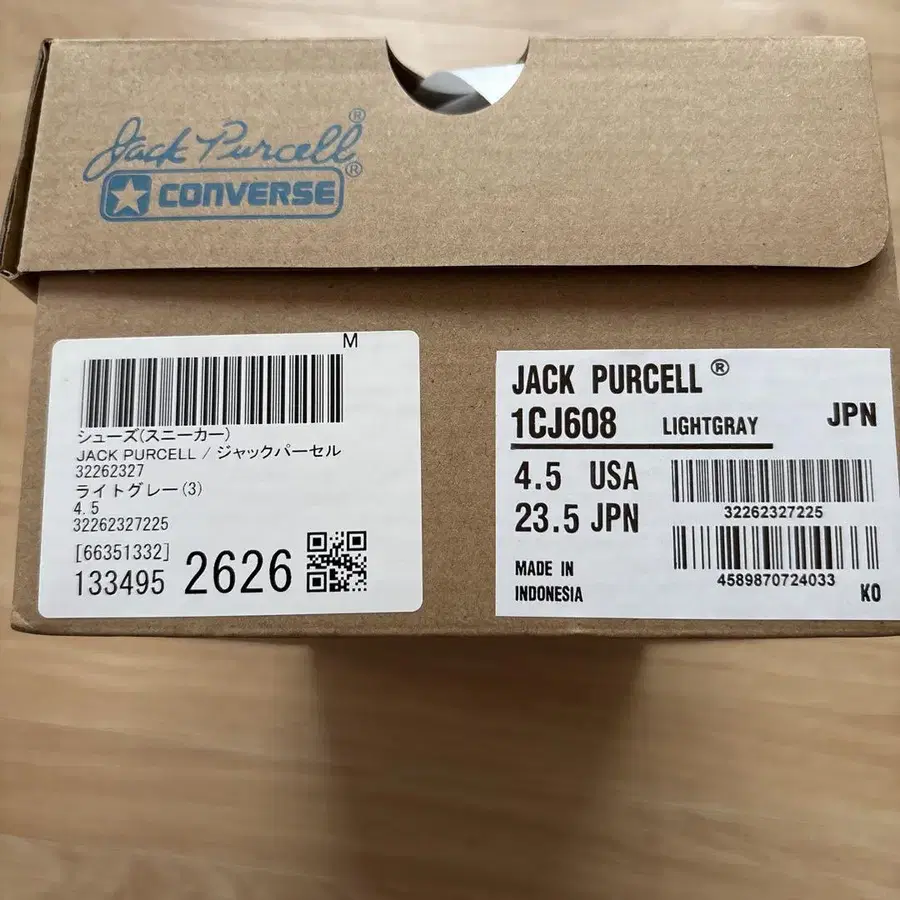 Jack Purcell®
CONVERSE®
M
シューズ(スニーカー)
JACK PURCELL / ジャックパーセル
32262327
ライトグレー(3)
4.5
32262327225
[66351332]
133495 2626
JACK PURCELL®
1CJ608 LIGHTGRAY JPN
4.5 USA
23.5 JPN
32262327225
4589870724033
MADE IN
INDONESIA
KO